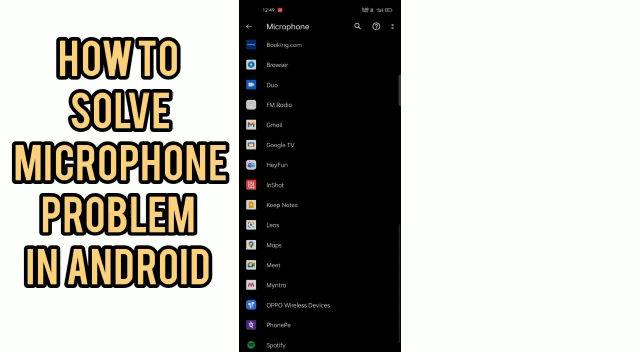 HOW TO
SOLVE
MICROPHONE
PROBLEM
IN ANDROID
12:49
Microphone
Booking.com
Browser
Duo
FM Radio
Gmail
Google TV
HeyFun
InShot
Keep Notes
Lens
Maps
Meet
Myntra
OPPO Wireless Devices
PhonePe
Spotify